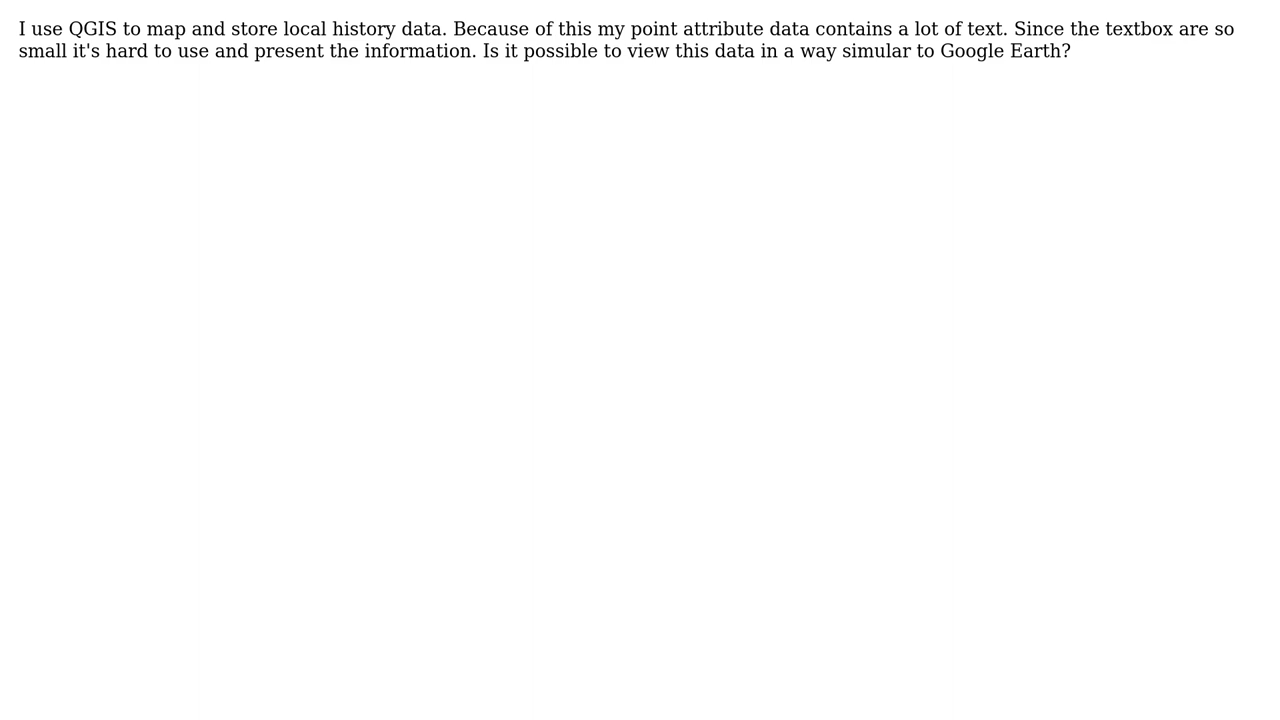 I use QGIS to map and store local history data. Because of this my point attribute data contains a lot of text. Since the textbox are so
small it's hard to use and present the information. Is it possible to view this data in a way simular to Google Earth?